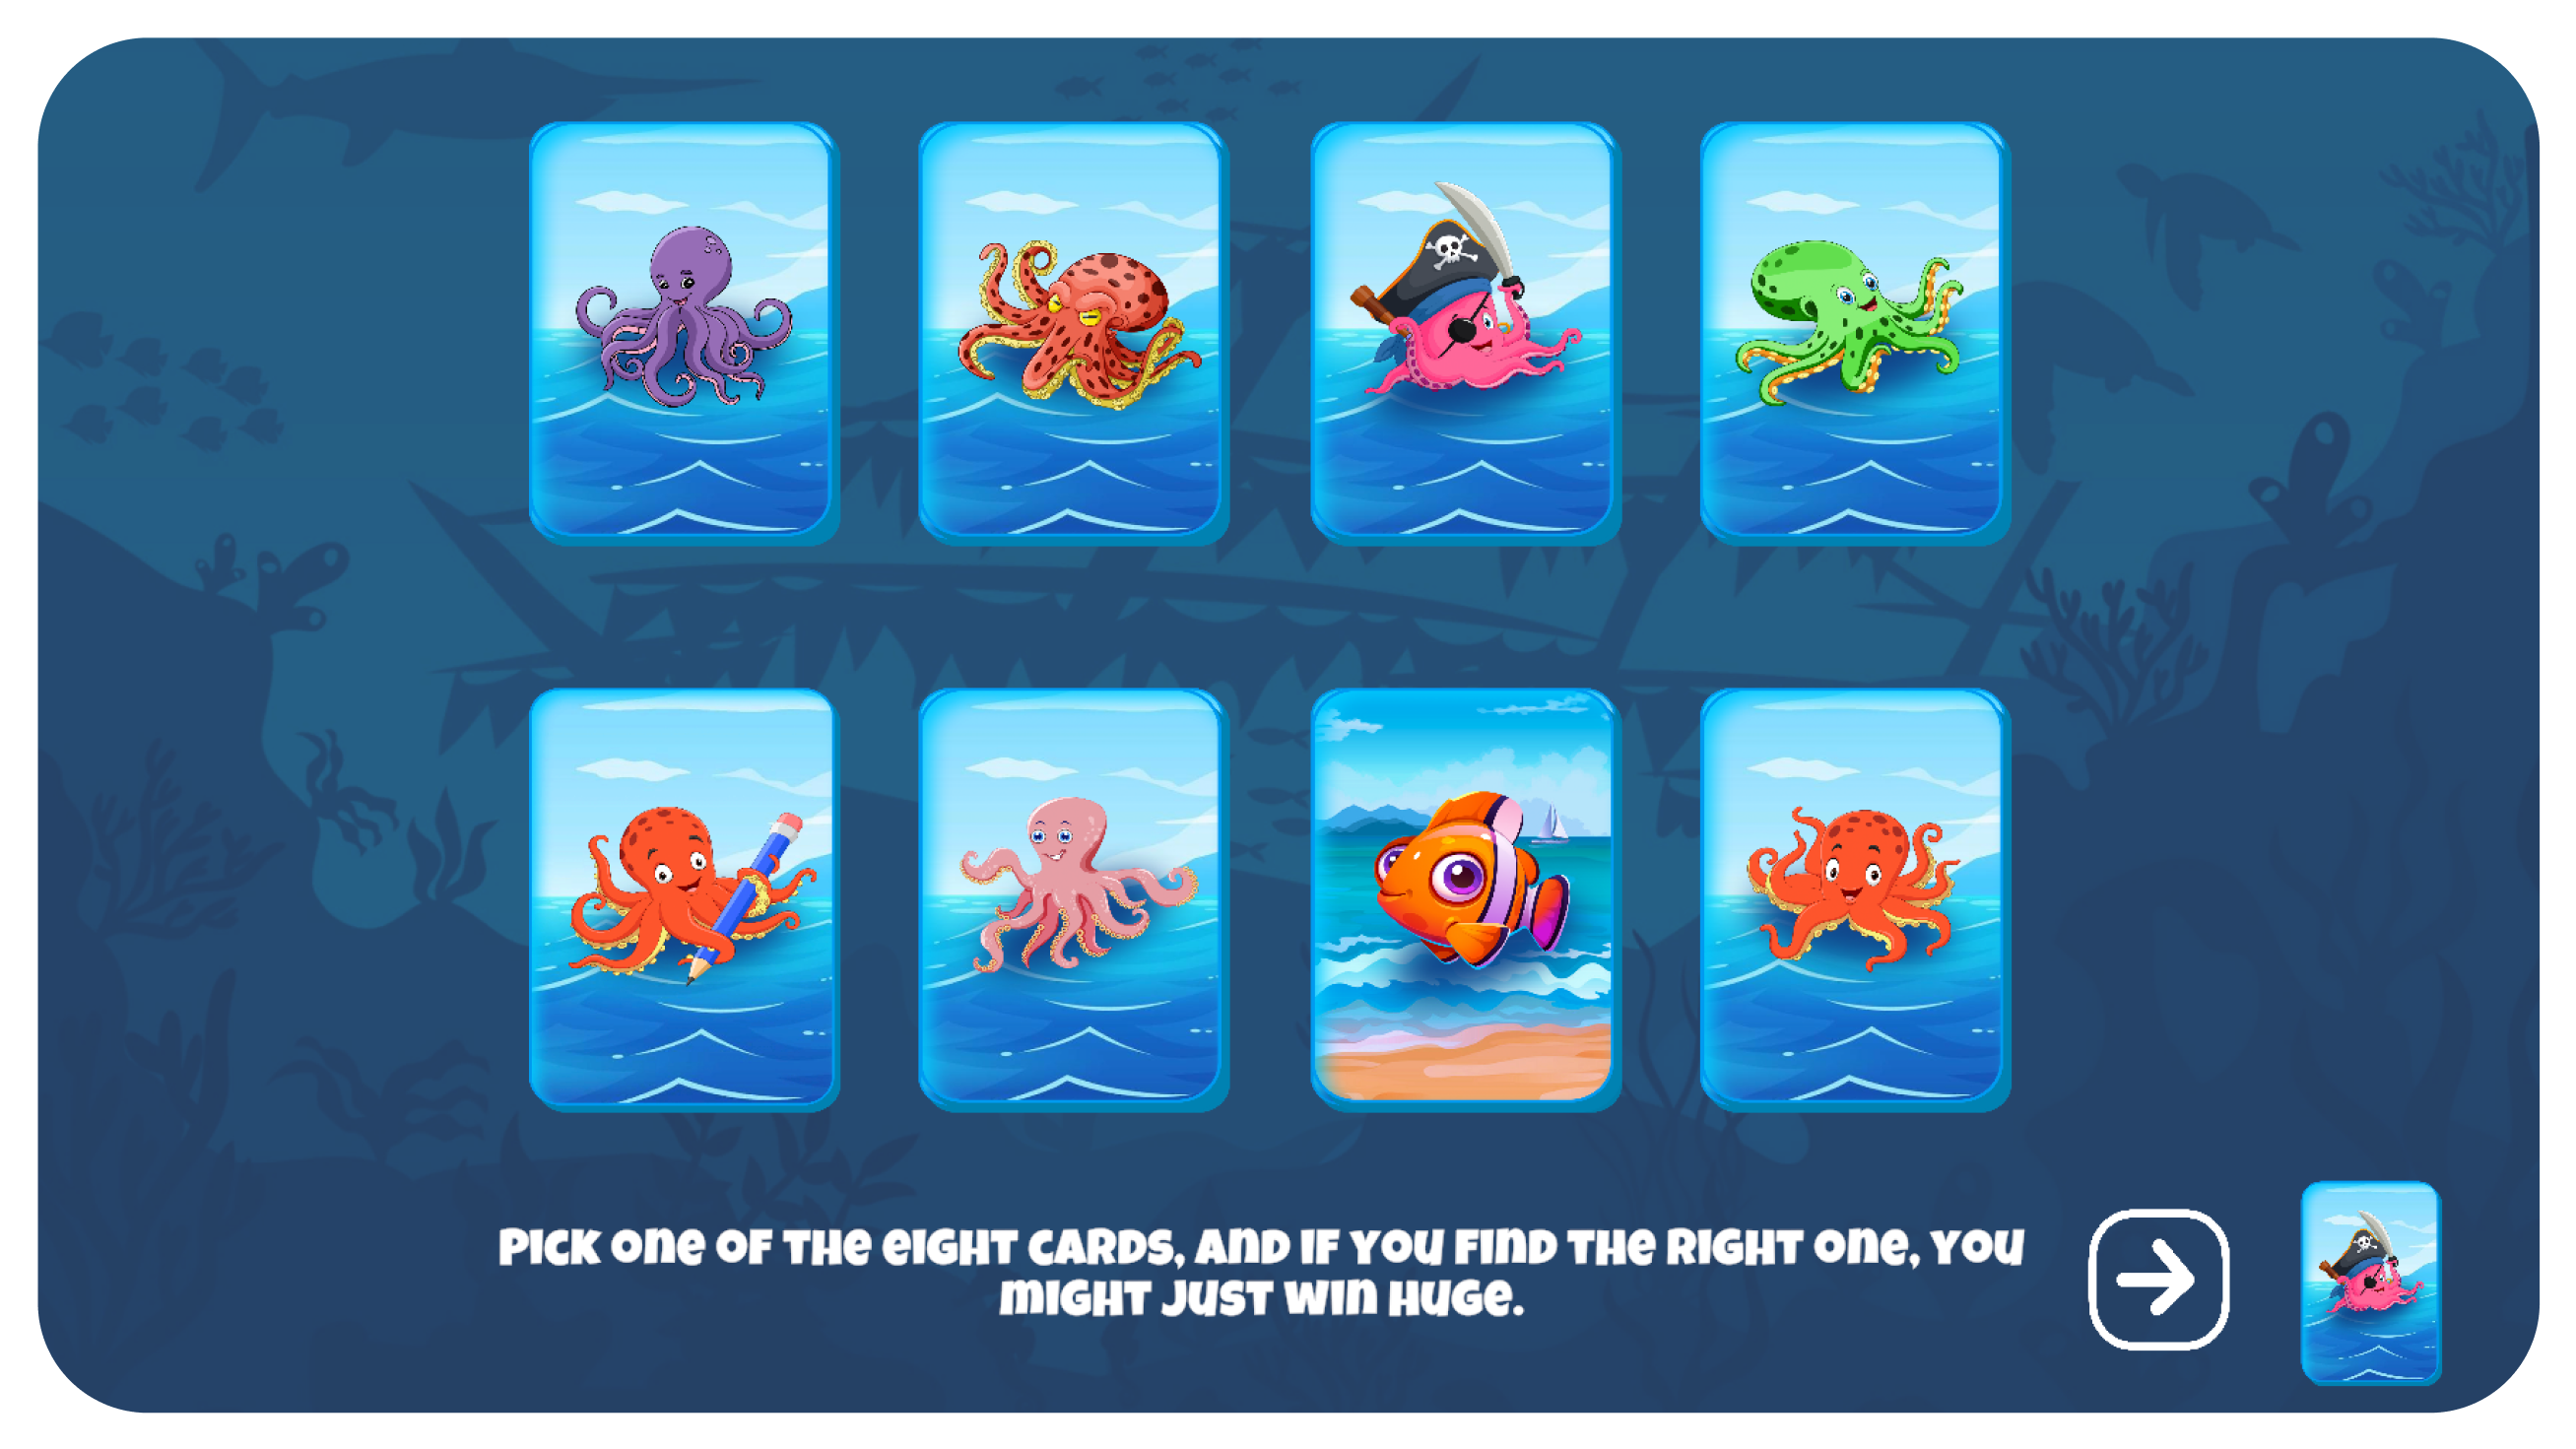 PICK ONE OF THE EIGHT CARDS, AND IF YOU FIND THE RIGHT ONE, YOU
MIGHT JUST WIN HUGE.